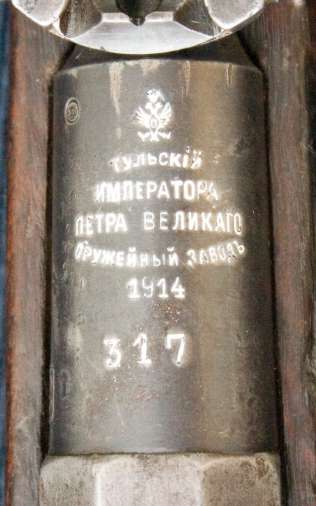 ТУЛЬСКІЙ
ИМПЕРАТОРА
ПЕТРА ВЕЛИКАГО
ОРУЖЕЙНЫЙ ЗАВОДЪ
1914
317